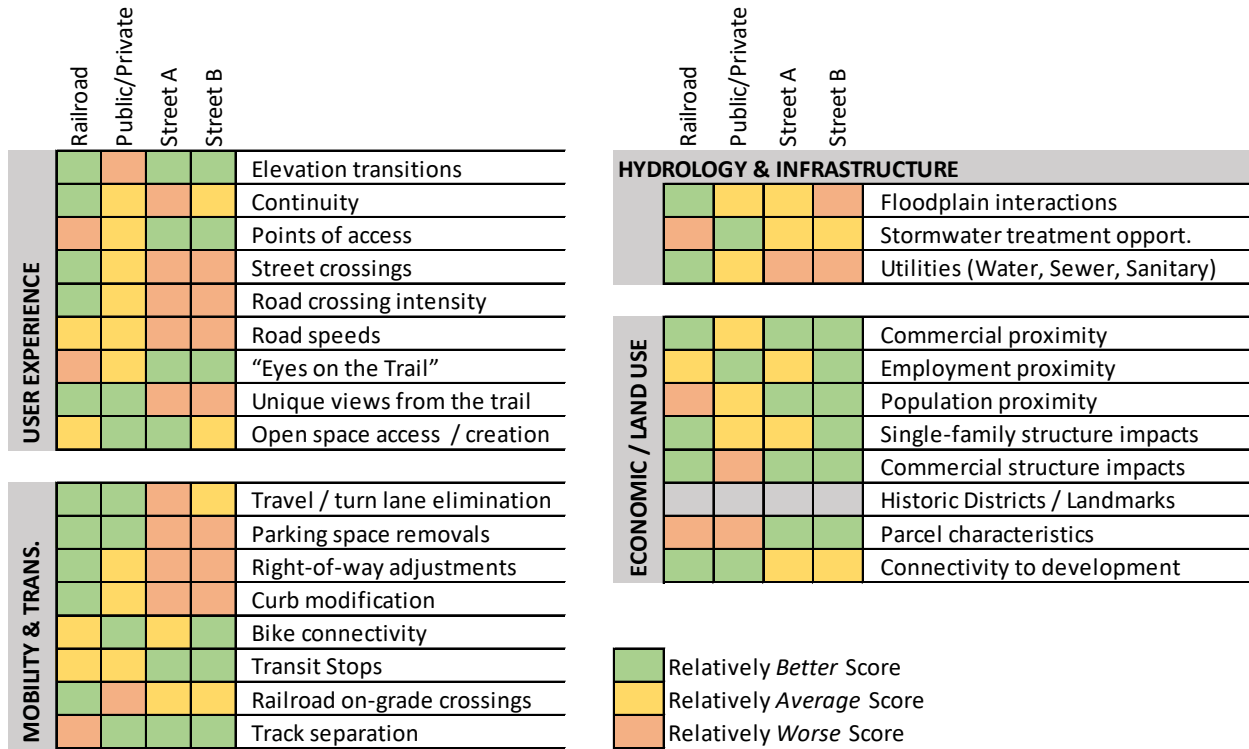 Railroad
Public/Private
Street A
Street B
USER EXPERIENCE
Elevation transitions
Continuity
Points of access
Street crossings
Road crossing intensity
Road speeds
“Eyes on the Trail”
Unique views from the trail
Open space access / creation
MOBILITY & TRANS.
Travel / turn lane elimination
Parking space removals
Right-of-way adjustments
Curb modification
Bike connectivity
Transit Stops
Railroad on-grade crossings
Track separation
Railroad
Public/Private
Street A
Street B
HYDROLOGY & INFRASTRUCTURE
Floodplain interactions
Stormwater treatment opport.
Utilities (Water, Sewer, Sanitary)
ECONOMIC / LAND USE
Commercial proximity
Employment proximity
Population proximity
Single-family structure impacts
Commercial structure impacts
Historic Districts / Landmarks
Parcel characteristics
Connectivity to development
Relatively Better Score
Relatively Average Score
Relatively Worse Score